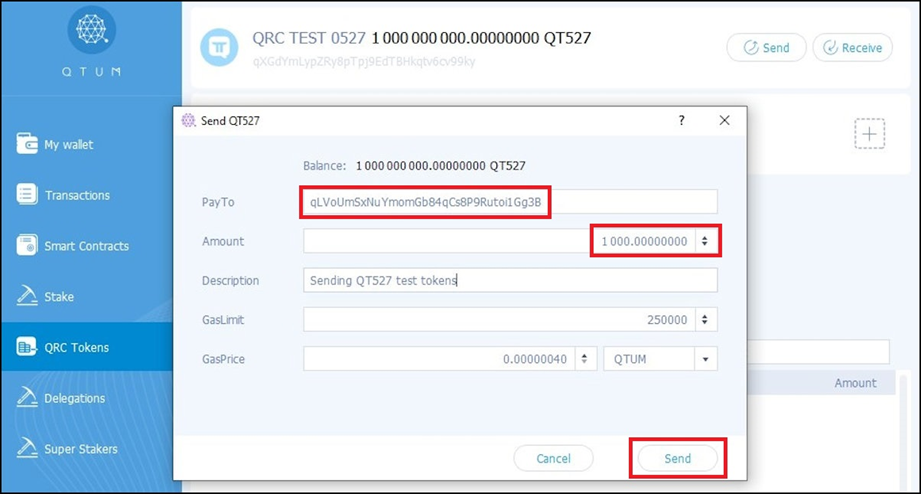 QTUM
My wallet
Transactions
Smart Contracts
Stake
QRC Tokens
Delegations
Super Stakers
QRC TEST 0527 1 000 000 000.00000000 QT527
qXGdYmLypZRy8pTpj9EdTBHkqtv6cv99ky
Send
Receive
Send QT527
?
Balance: 1 000 000 000.00000000 QT527
PayTo qLVoUmSxNuYmomGb84qCs8P9Rutoi1Gg3B
Amount 1 000.00000000
Description Sending QT527 test tokens
GasLimit 250000
GasPrice 0.00000040 QTUM
Amount
Cancel Send